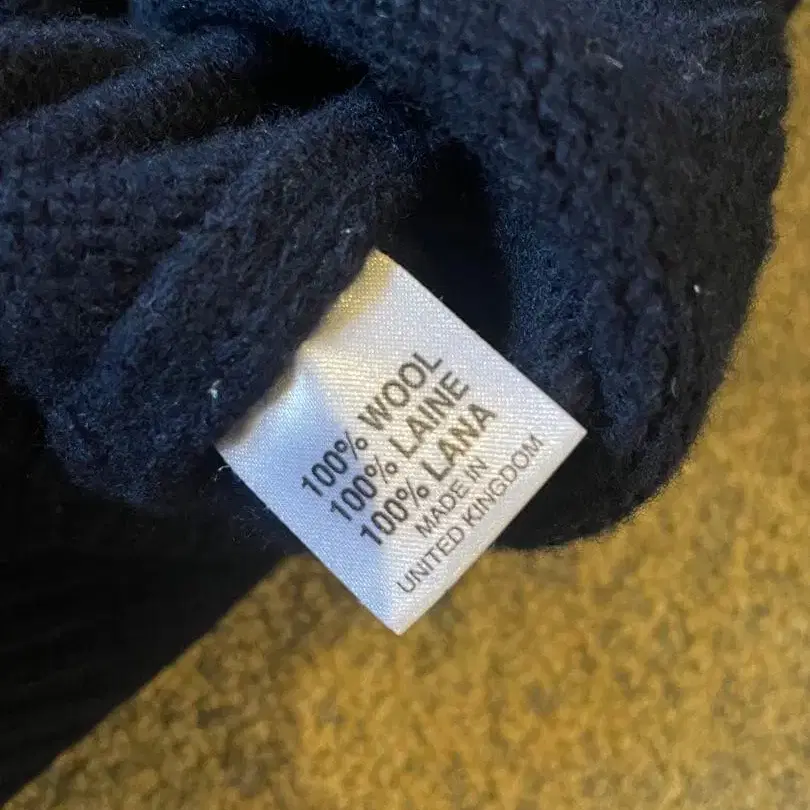 100% WOOL
100% LAINE
100% LANA
MADE IN
UNITED KINGDOM